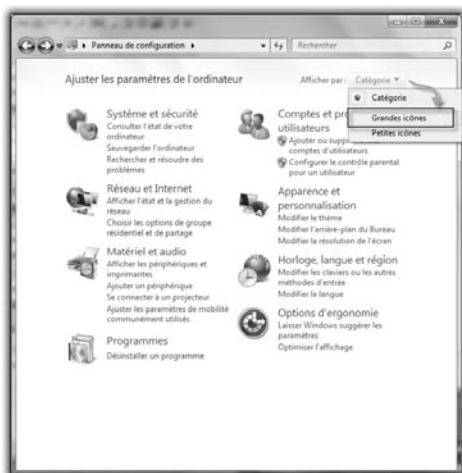 Panneau de configuration
Rechercher
Ajuster les paramètres de l'ordinateur
Afficher par : Catégorie
Catégorie
Grandes icônes
Petites icônes
Système et sécurité
Consulter l'état de votre
ordinateur
Sauvegarder l'ordinateur
Rechercher et résoudre des
problèmes
Réseau et Internet
Afficher l'état et la gestion du
réseau
Choisir les options de groupe
résidentiel et de partage
Matériel et audio
Afficher les périphériques et
imprimantes
Ajouter un périphérique
Se connecter à un projecteur
Ajuster les paramètres de mobilité
communément utilisés
Programmes
Désinstaller un programme
Comptes et pro
utilisateurs
Ajouter ou supp
comptes d'utilisateurs
Configurer le contrôle parental
pour un utilisateur
Apparence et
personnalisation
Modifier le thème
Modifier l'arrière-plan du Bureau
Modifier la résolution de l'écran
Horloge, langue et région
Modifier les claviers ou les autres
méthodes d'entrée
Modifier la langue
Options d'ergonomie
Laisser Windows suggérer les
paramètres
Optimiser l'affichage